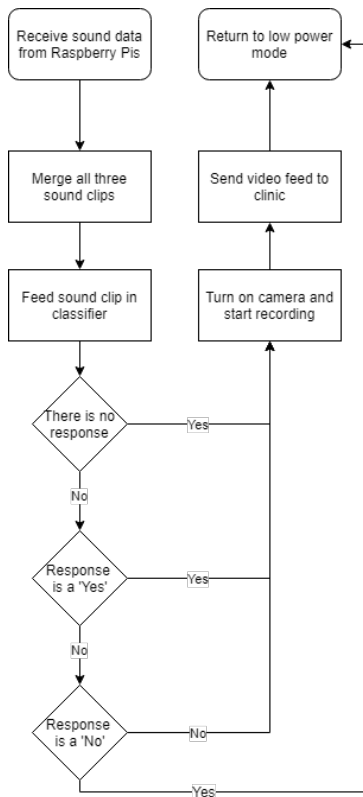 Receive sound data
from Raspberry Pis
Return to low power
mode
Merge all three
sound clips
Send video feed to
clinic
Feed sound clip in
classifier
Turn on camera and
start recording
There is no
response
Yes
No
Response
is a 'Yes'
Yes
No
Response
is a 'No'
No
Yes